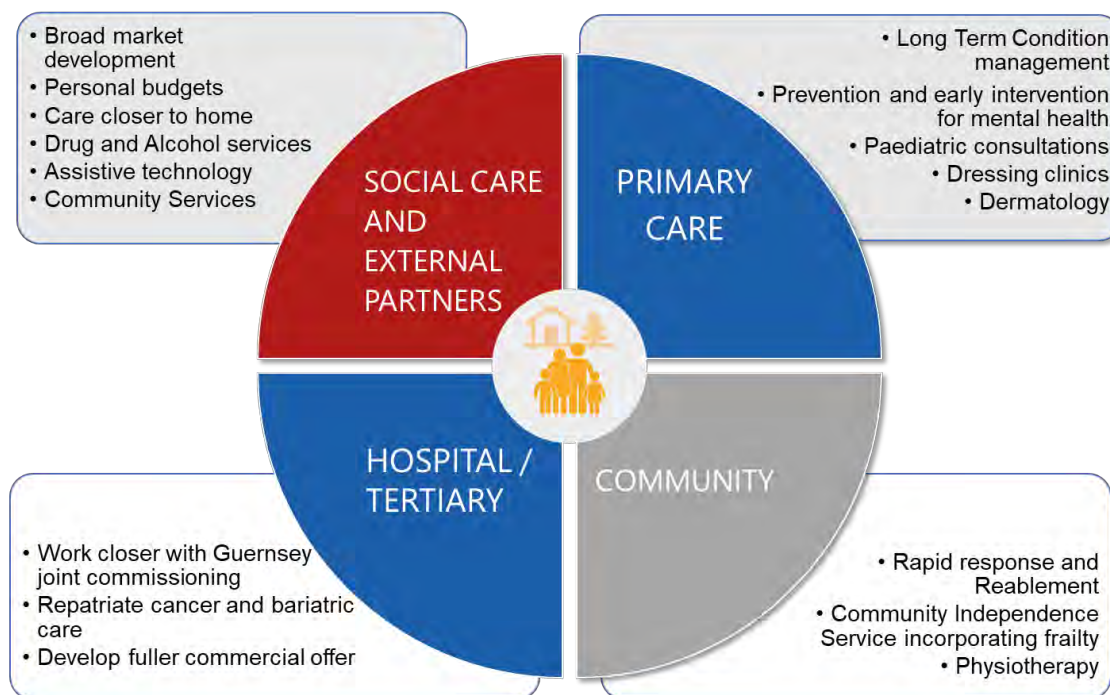 • Broad market
development
• Personal budgets
• Care closer to home
• Drug and Alcohol services
• Assistive technology
• Community Services
• Long Term Condition
management
• Prevention and early intervention
for mental health
• Paediatric consultations
• Dressing clinics
• Dermatology
SOCIAL CARE
AND
EXTERNAL
PARTNERS
PRIMARY
CARE
HOSPITAL /
TERTIARY
COMMUNITY
• Work closer with Guernsey
joint commissioning
• Repatriate cancer and bariatric
care
• Develop fuller commercial offer
• Rapid response and
Reablement
• Community Independence
Service incorporating frailty
• Physiotherapy